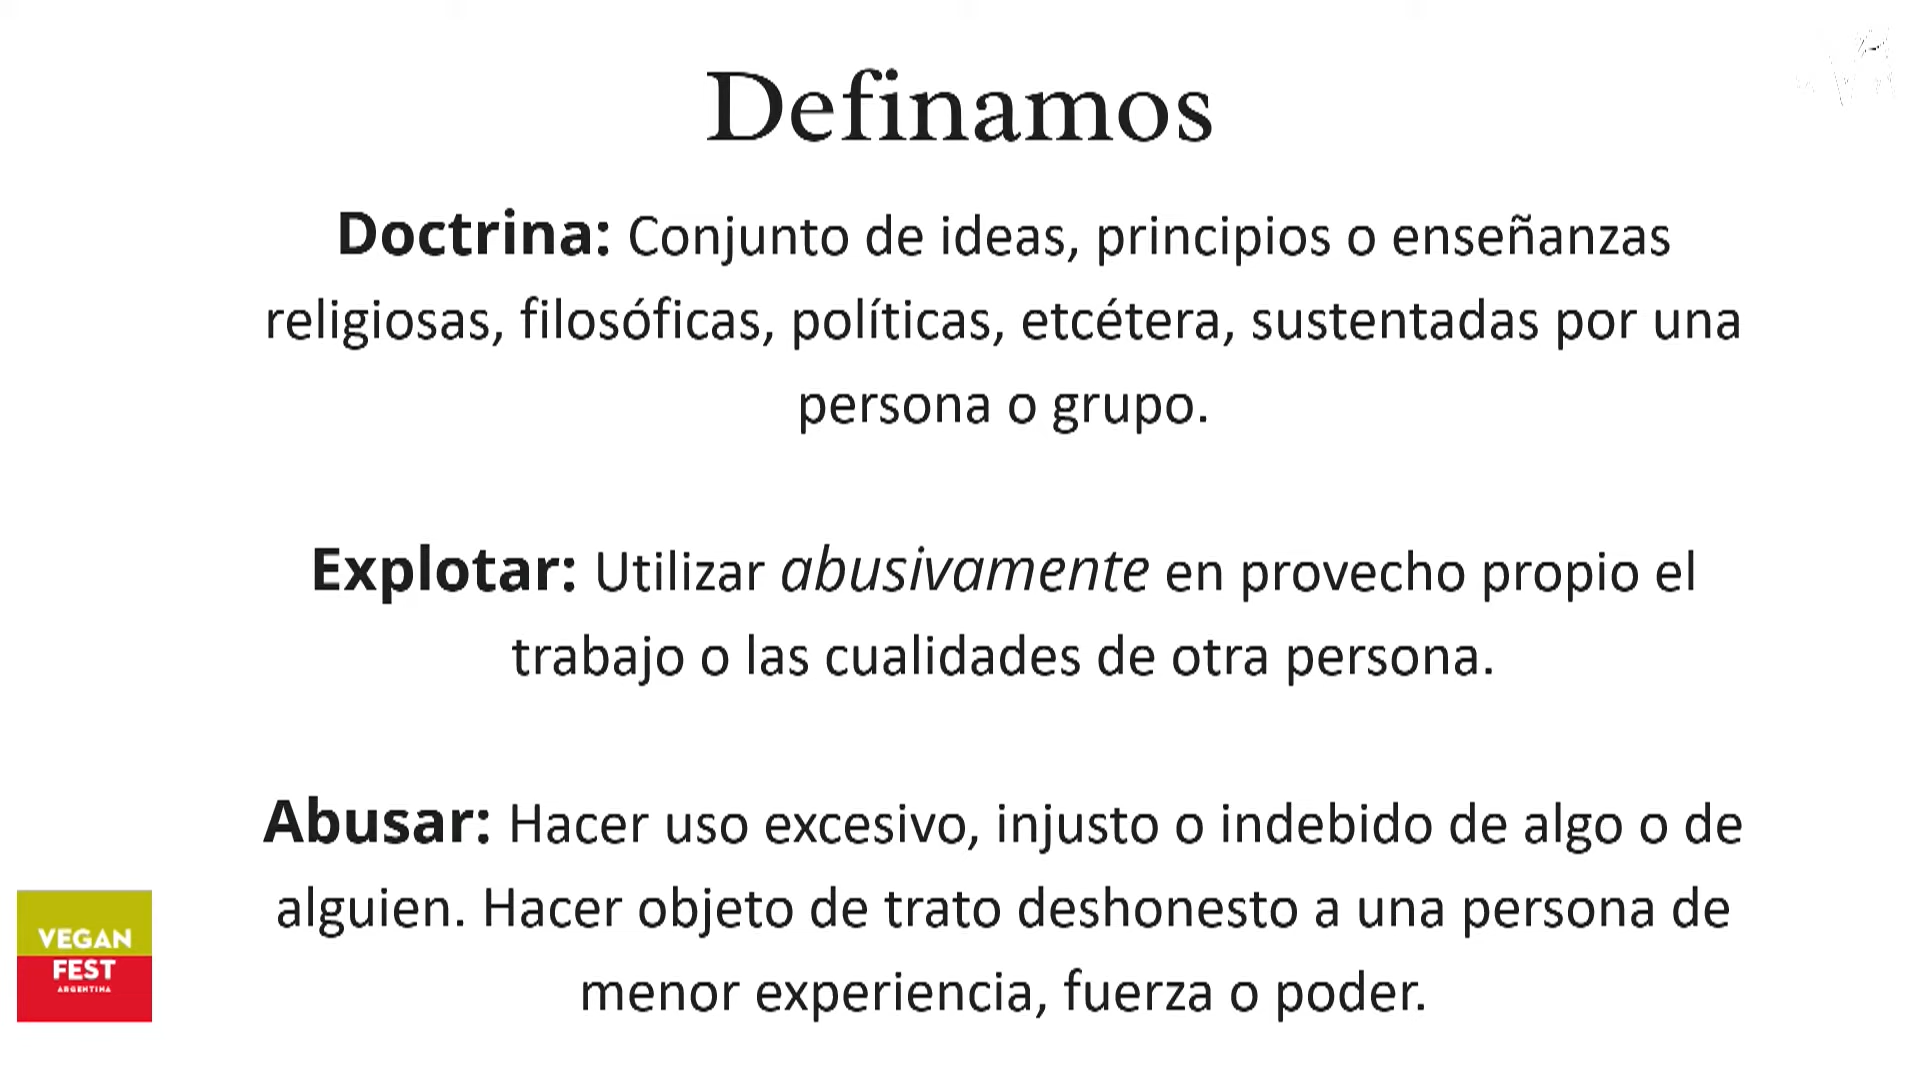 Definamos
Doctrina: Conjunto de ideas, principios o enseñanzas
religiosas, filosóficas, políticas, etcétera, sustentadas por una
persona o grupo.
Explotar: Utilizar abusivamente en provecho propio el
trabajo o las cualidades de otra persona.
Abusar: Hacer uso excesivo, injusto o indebido de algo o de
alguien. Hacer objeto de trato deshonesto a una persona de
menor experiencia, fuerza o poder.
VEGAN
FEST
ARGENTINA